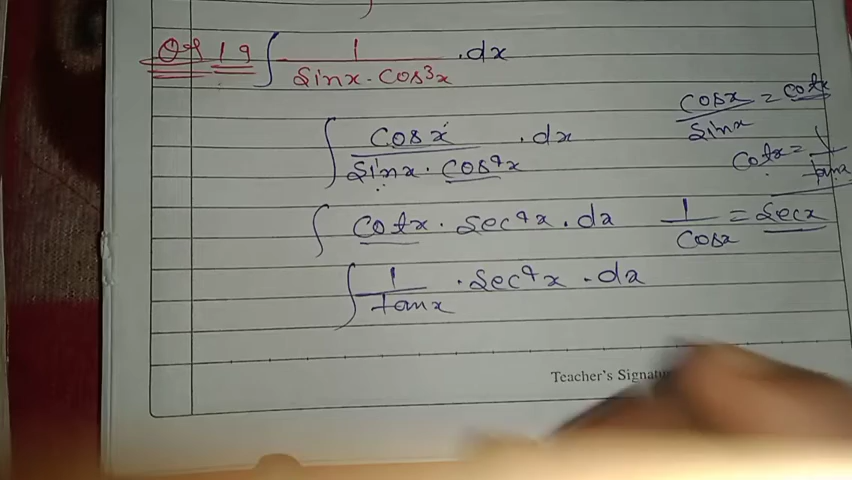 Q. 19 ∫ 1 / sinx·cos³x .dx
∫ cosx / sinx·cos⁴x .dx
cosx / sinx = cotx
cotx = 1 / tanx
∫ cotx·sec⁴x.dx
1 / cosx = secx
∫ 1 / tanx ·sec⁴x·dx
Teacher's